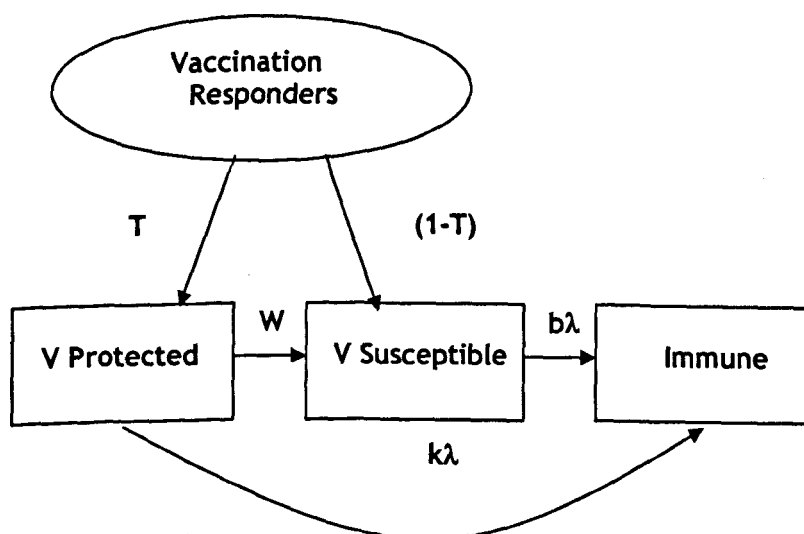 Vaccination
Responders
T
(1-T)
W
bλ
V Protected
V Susceptible
Immune
kλ